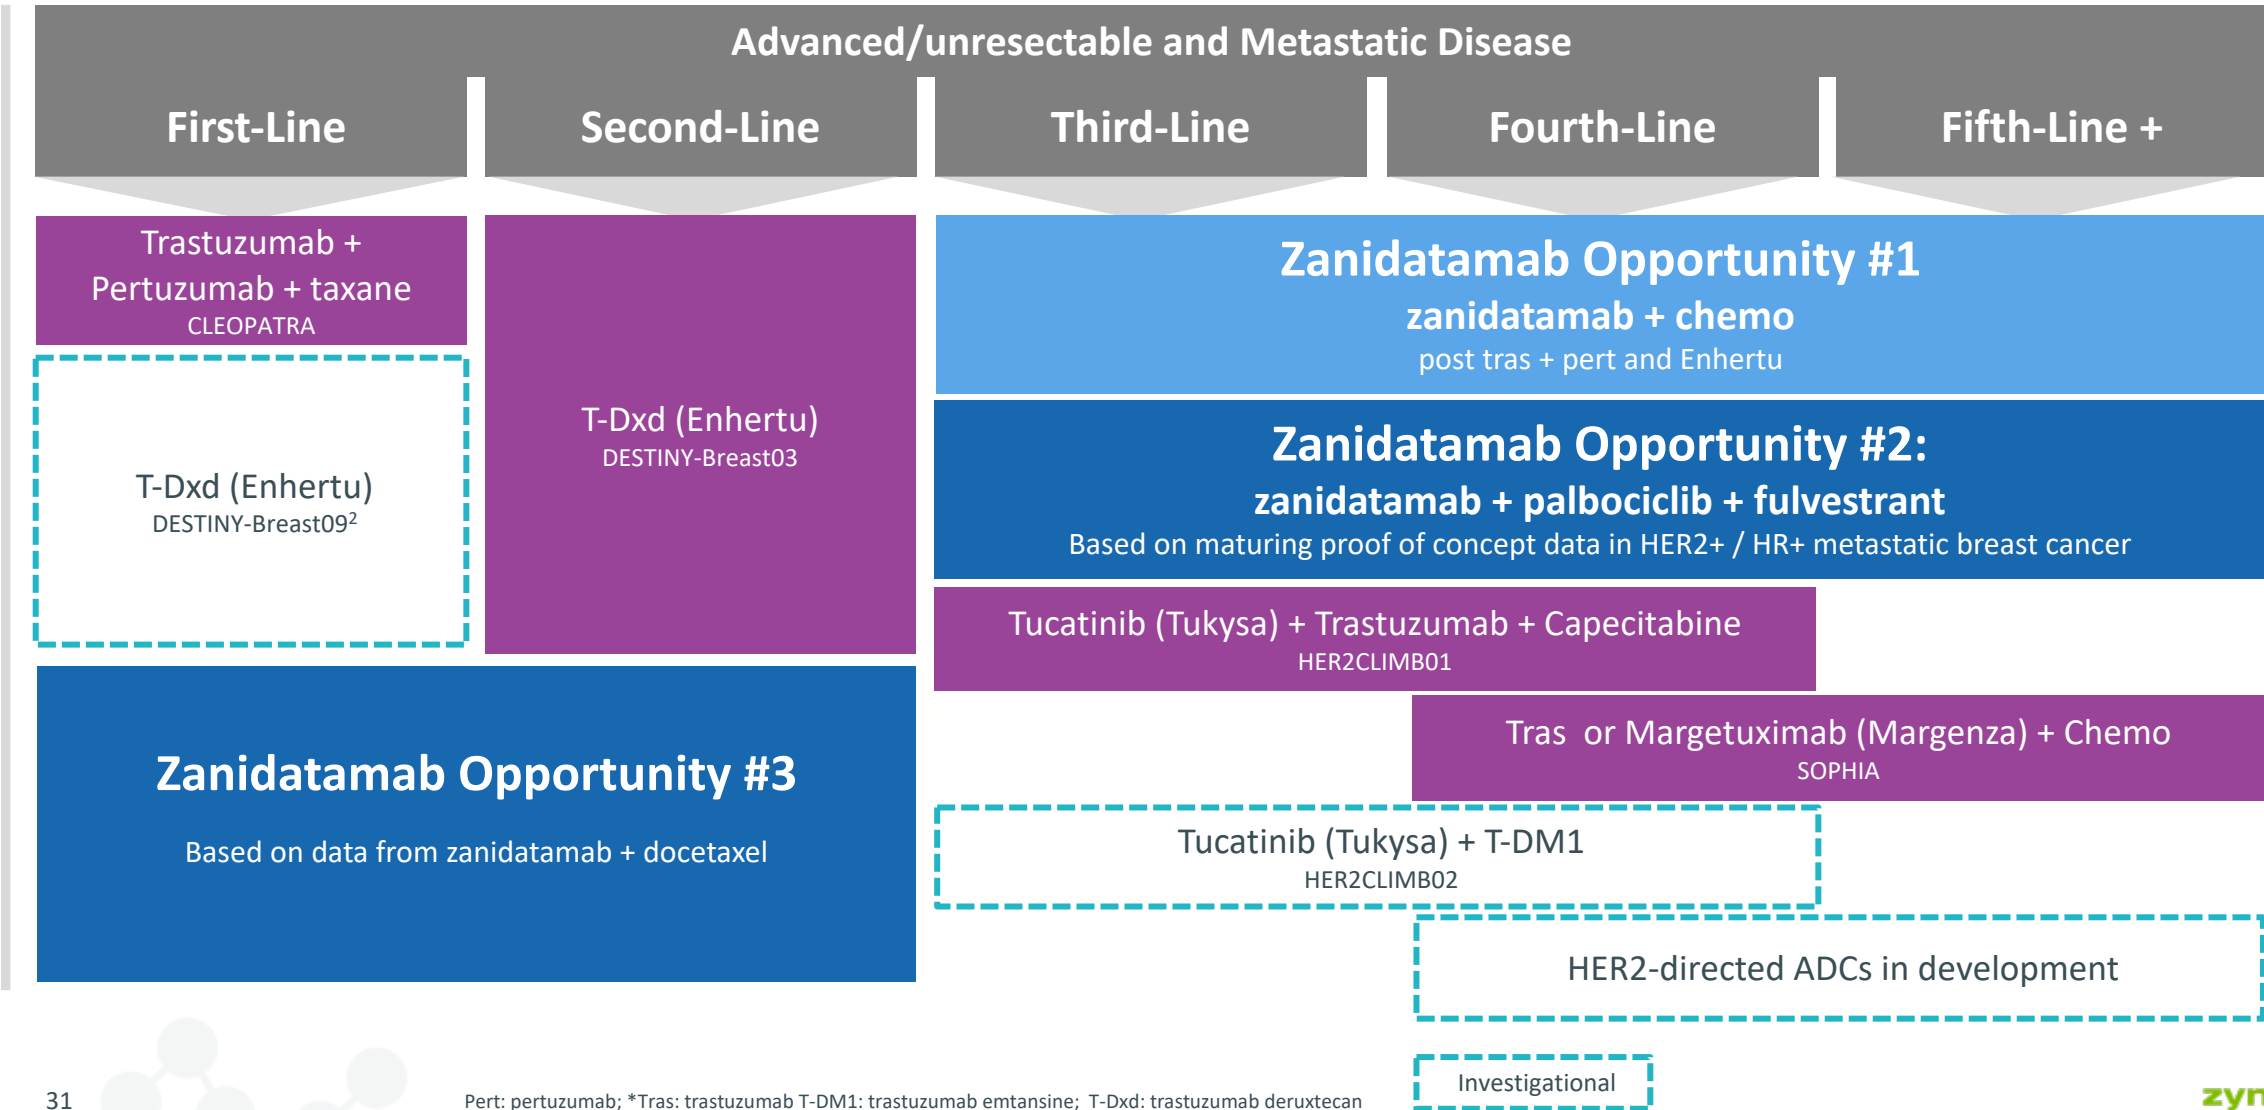 Advanced/unresectable and Metastatic Disease
First-Line
Second-Line
Third-Line
Fourth-Line
Fifth-Line +
Trastuzumab +
Pertuzumab + taxane
CLEOPATRA
T-Dxd (Enhertu)
DESTINY-Breast09²
T-Dxd (Enhertu)
DESTINY-Breast03
Zanidatamab Opportunity #3
Based on data from zanidatamab + docetaxel
Zanidatamab Opportunity #1
zanidatamab + chemo
post tras + pert and Enhertu
Zanidatamab Opportunity #2:
zanidatamab + palbociclib + fulvestrant
Based on maturing proof of concept data in HER2+ / HR+ metastatic breast cancer
Tucatinib (Tukysa) + Trastuzumab + Capecitabine
HER2CLIMB01
Tras or Margetuximab (Margenza) + Chemo
SOPHIA
Tucatinib (Tukysa) + T-DM1
HER2CLIMB02
HER2-directed ADCs in development
Investigational
31
Pert: pertuzumab; *Tras: trastuzumab T-DM1: trastuzumab emtansine; T-Dxd: trastuzumab deruxtecan